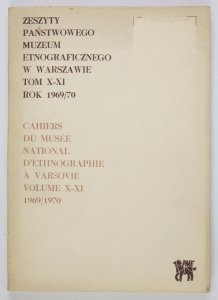 ZESZYTY
PAŃSTWOWEGO
MUZEUM
ETNOGRAFICZNEGO
W WARSZAWIE
TOM X-XI
ROK 1969/70
CAHIERS
DU MUSÉE
NATIONAL
D'ETHNOGRAPHIE
A VARSOVIE
VOLUME X-XI
1969/1970